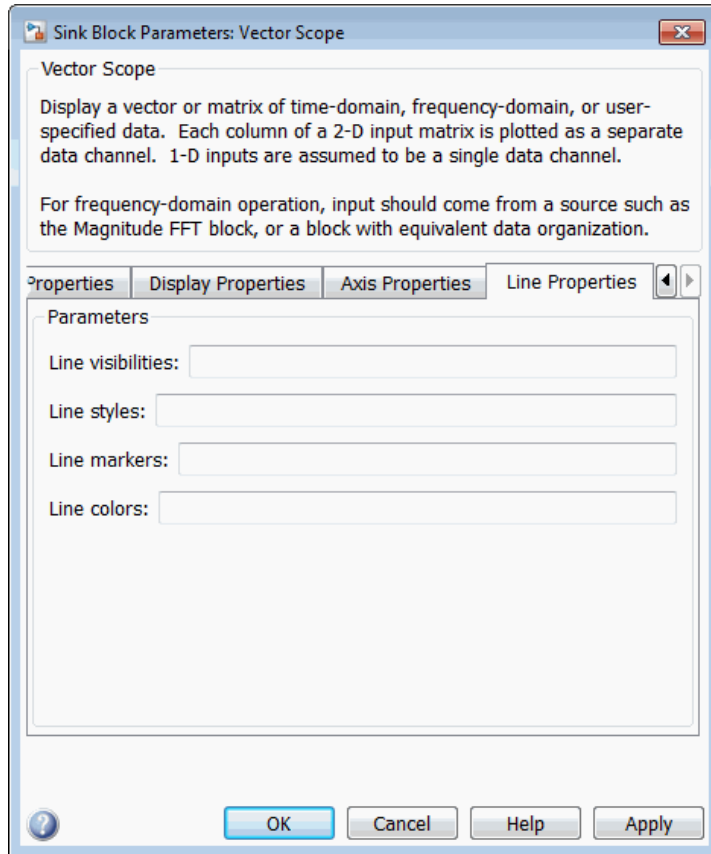 Sink Block Parameters: Vector Scope
Vector Scope
Display a vector or matrix of time-domain, frequency-domain, or user-
specified data. Each column of a 2-D input matrix is plotted as a separate
data channel. 1-D inputs are assumed to be a single data channel.
For frequency-domain operation, input should come from a source such as
the Magnitude FFT block, or a block with equivalent data organization.
Properties Display Properties Axis Properties Line Properties
Parameters
Line visibilities:
Line styles:
Line markers:
Line colors:
OK Cancel Help Apply